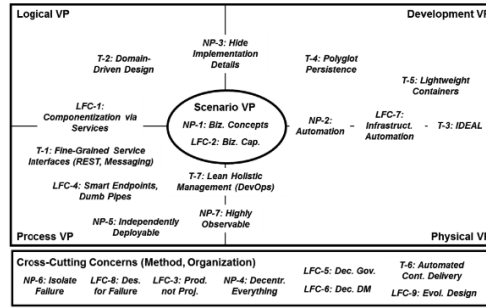 Logical VP
Development VP
NP-3: Hide
Implementation
Details
T-2: Domain-
Driven Design
T-4: Polyglot
Persistence
T-5: Lightweight
Containers
LFC-1:
Componentization via
Services
Scenario VP
NP-1: Biz. Concepts
LFC-2: Biz. Cap.
NP-2:
Automation
LFC-7:
Infrastruct.
Automation
T-3: IDEAL
T-1: Fine-Grained Service
Interfaces (REST, Messaging)
LFC-4: Smart Endpoints,
Dumb Pipes
T-7: Lean Holistic
Management (DevOps)
NP-5: Independently
Deployable
NP-7: Highly
Observable
Process VP
Physical VP
Cross-Cutting Concerns (Method, Organization)
NP-6: Isolate
Failure
LFC-8: Des.
for Failure
LFC-3: Prod.
not Proj.
NP-4: Decentr.
Everything
LFC-5: Dec. Gov.
LFC-6: Dec. DM
T-6: Automated
Cont. Delivery
LFC-9: Evol. Design